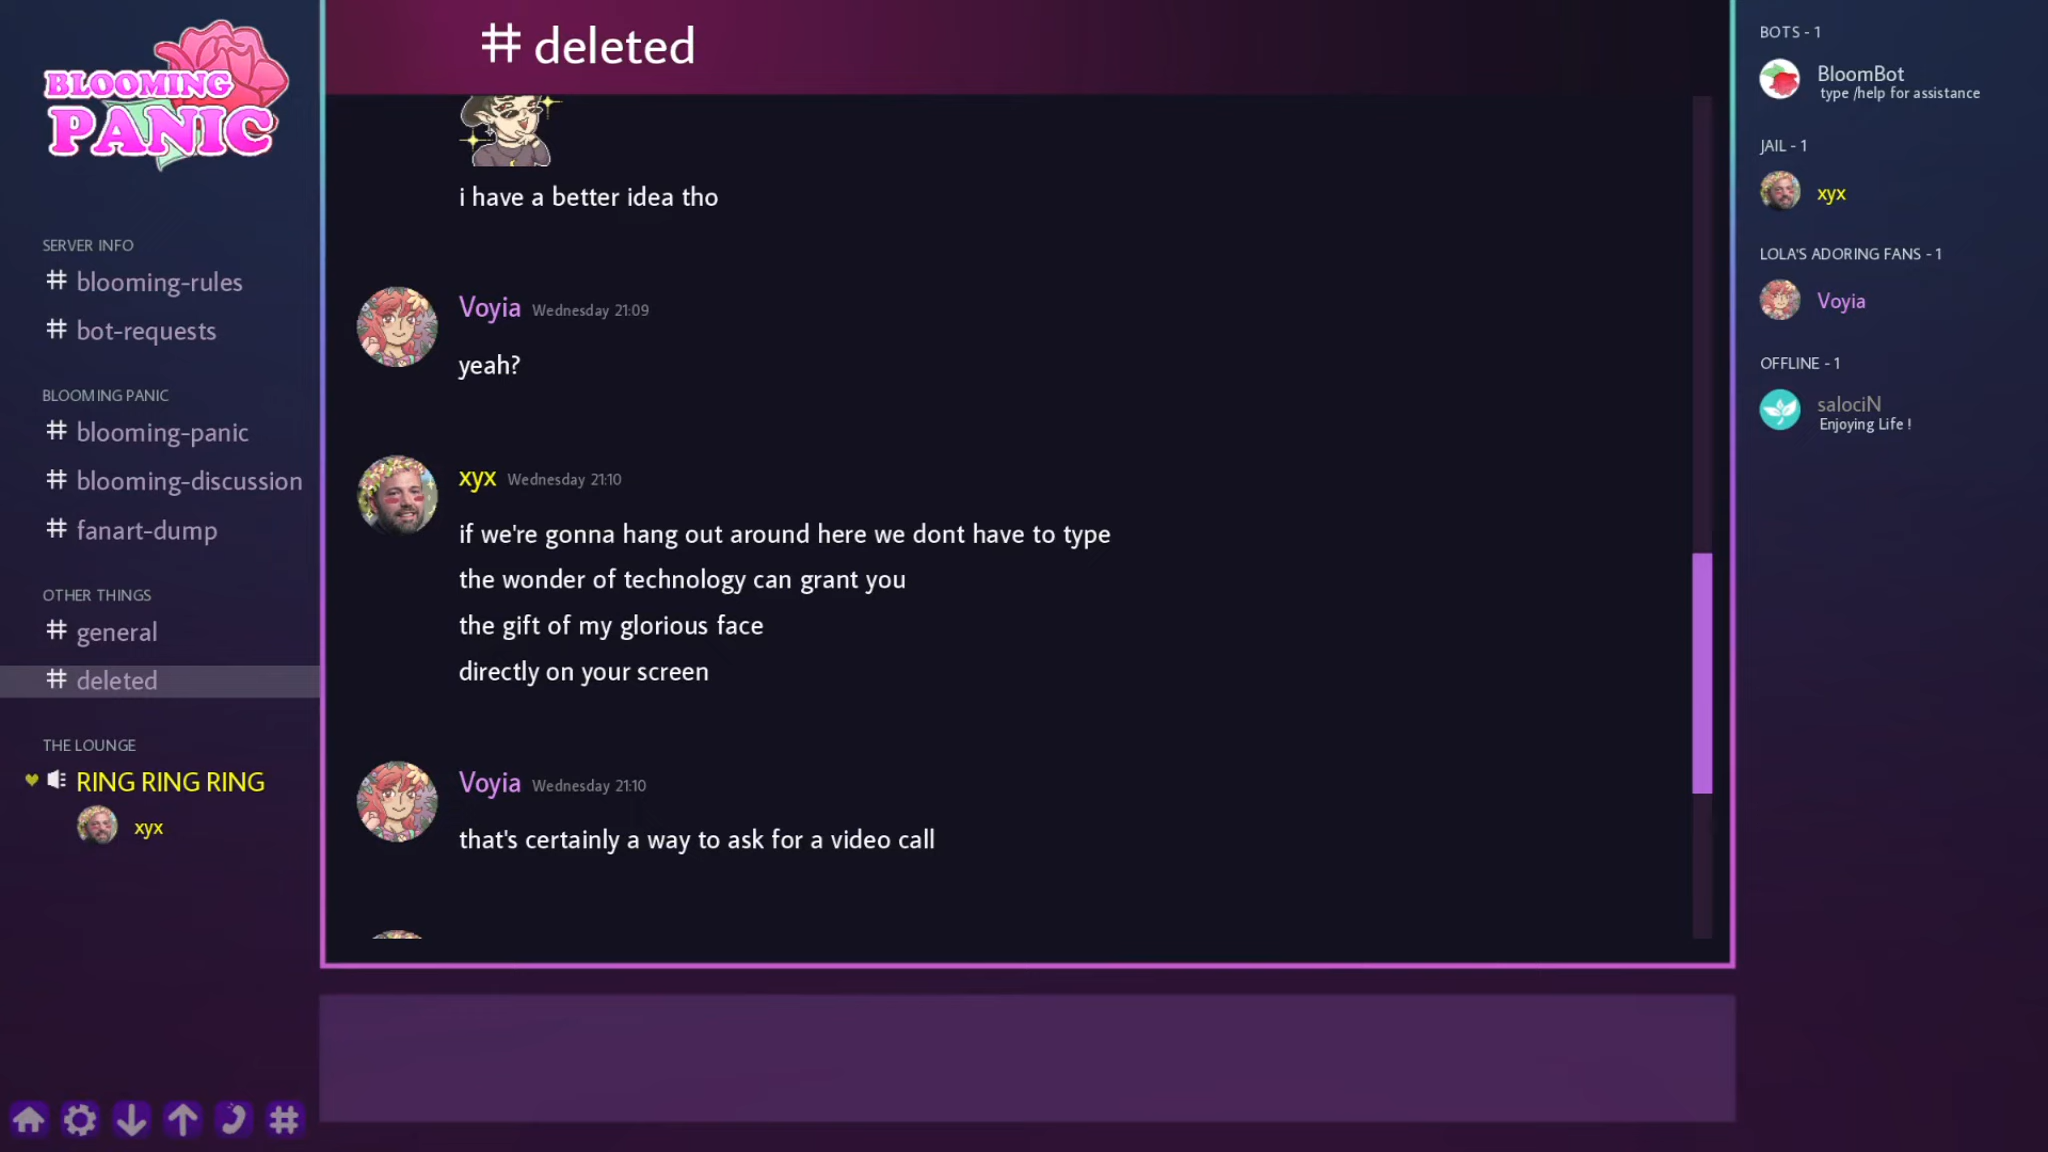 BLOOMING
PANIC
SERVER INFO
# blooming-rules
# bot-requests
BLOOMING PANIC
# blooming-panic
# blooming-discussion
# fanart-dump
OTHER THINGS
# general
# deleted
THE LOUNGE
RING RING RING
xyx
# deleted
i have a better idea tho
Voyia Wednesday 21:09
yeah?
xyx Wednesday 21:10
if we're gonna hang out around here we dont have to type
the wonder of technology can grant you
the gift of my glorious face
directly on your screen
Voyia Wednesday 21:10
that's certainly a way to ask for a video call
BOTS - 1
BloomBot
type /help for assistance
JAIL - 1
xyx
LOLA'S ADORING FANS - 1
Voyia
OFFLINE - 1
salociN
Enjoying Life !